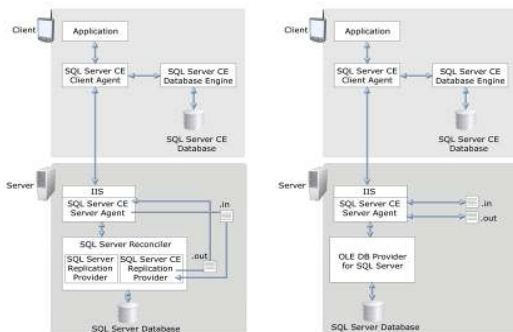 Client
Application
SQL Server CE
Client Agent
SQL Server CE
Database Engine
SQL Server CE
Database
Server
IIS
SQL Server CE
Server Agent
.in
SQL Server Reconciler
.out
SQL Server
Replication
Provider
SQL Server CE
Replication
Provider
SQL Server Database
Client
Application
SQL Server CE
Client Agent
SQL Server CE
Database Engine
SQL Server CE
Database
Server
IIS
SQL Server CE
Server Agent
.in
.out
OLE DB Provider
for SQL Server
SQL Server Database